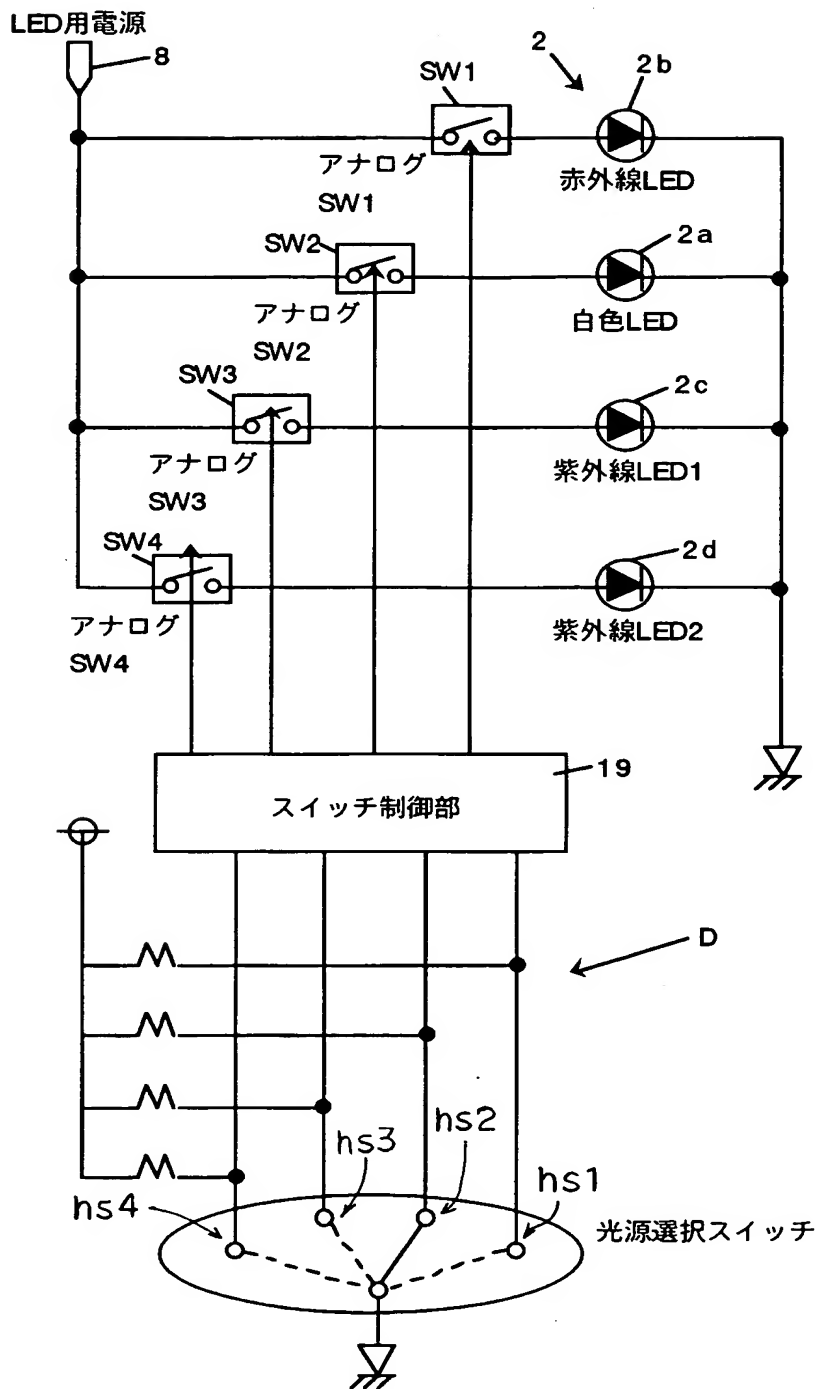 LED用電源
8
SW1
2
2b
アナログ
SW1
赤外線LED
SW2
2a
アナログ
SW2
白色LED
SW3
2c
アナログ
SW3
紫外線LED1
SW4
2d
アナログ
SW4
紫外線LED2
19
スイッチ制御部
D
hs4
hs3
hs2
hs1
光源選択スイッチ